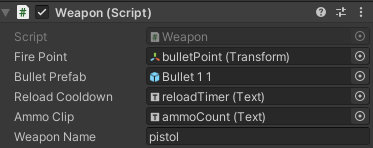 Weapon (Script)
Script Weapon
Fire Point bulletPoint (Transform)
Bullet Prefab Bullet 1 1
Reload Cooldown reloadTimer (Text)
Ammo Clip ammoCount (Text)
Weapon Name pistol